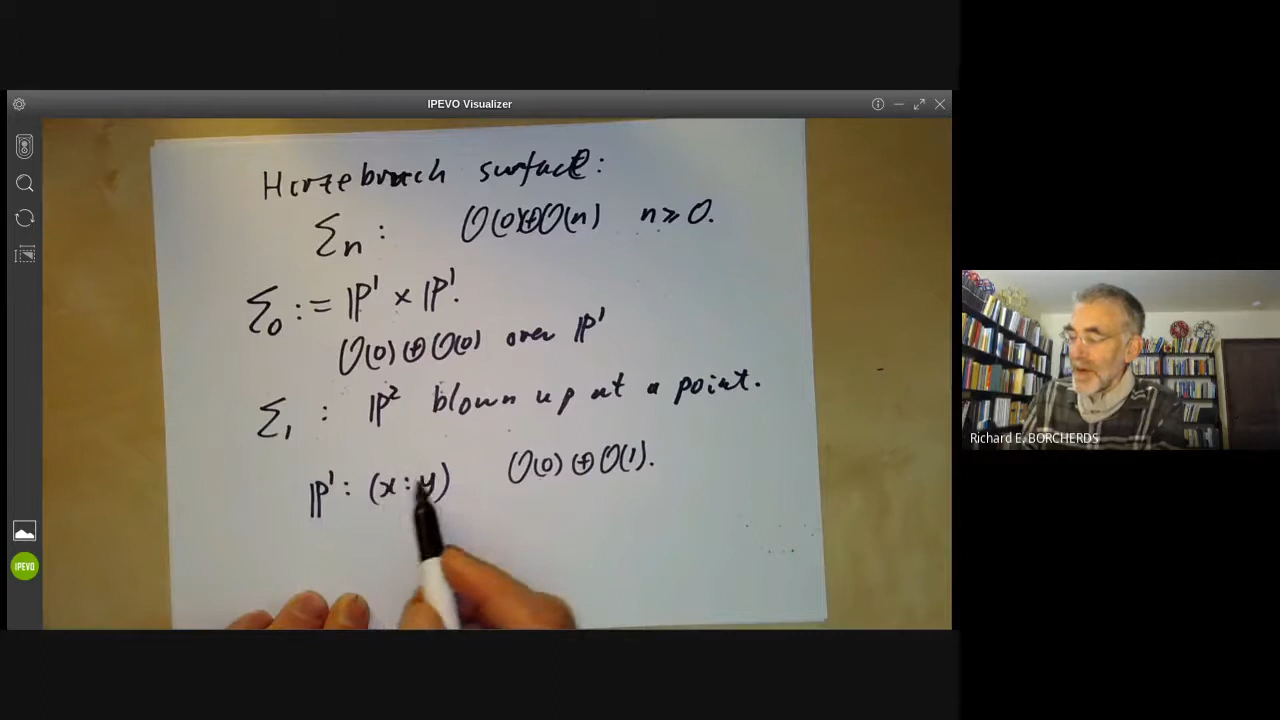 IPEVO Visualizer
Hirzebruch surface:
Σn : O(0)⊕O(n) n ≥ 0.
Σ0 := ℙ¹ × ℙ¹.
O(0) ⊕ O(0) over ℙ¹
Σ1 : ℙ² blown up at a point.
ℙ¹ : (x : y) O(0) ⊕ O(1).
Richard E. BORCHERDS
IPEVO